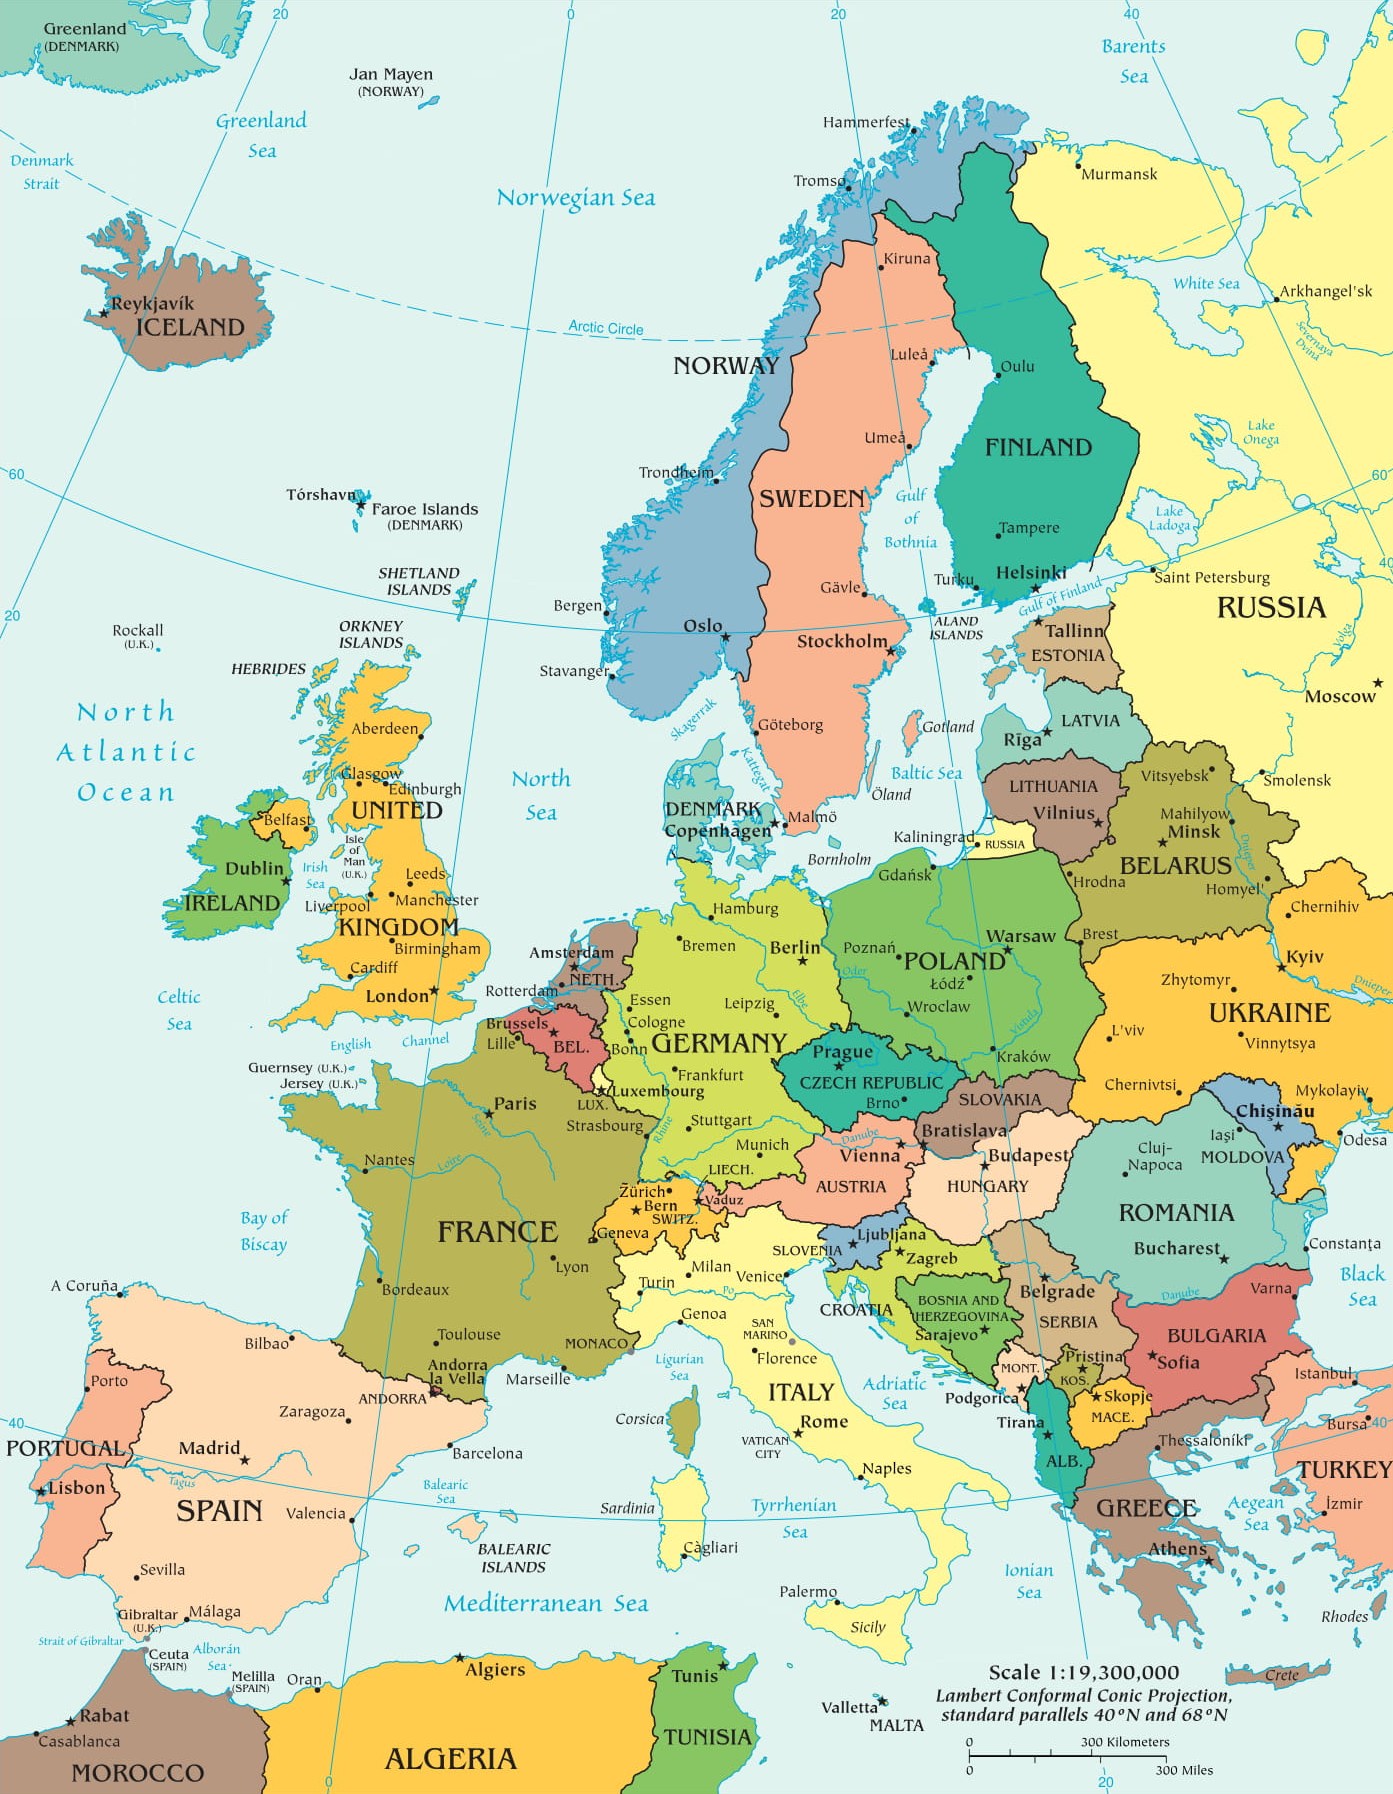 20
0
20
40
Greenland
(DENMARK)
Jan Mayen
(NORWAY)
Barents
Sea
Greenland
Sea
Hammerfest
Denmark
Strait
Norwegian Sea
Tromsø
Murmansk
Kiruna
White Sea
Arkhangel'sk
Reykjavík
ICELAND
Arctic Circle
Severnaya
Dvina
NORWAY
Luleå
Oulu
Umeå
FINLAND
Lake
Onega
60
Trondheim
60
Tórshavn
Faroe Islands
(DENMARK)
SWEDEN
Gulf
of
Bothnia
Lake
Ladoga
Tampere
40
SHETLAND
ISLANDS
Gävle
Turku
Helsinki
Saint Petersburg
Gulf of Finland
20
Bergen
RUSSIA
Rockall
(U.K.)
ORKNEY
ISLANDS
Oslo
Stockholm
ALAND
ISLANDS
Tallinn
ESTONIA
Volga
HEBRIDES
Stavanger
Moscow
North
Atlantic
Ocean
Skagerrak
Aberdeen
Göteborg
Gotland
LATVIA
Rīga
Kattegat
North
Sea
Baltic Sea
Öland
Glasgow
Edinburgh
LITHUANIA
Vilnius
Vitsyebsk
Smolensk
UNITED
KINGDOM
DENMARK
Copenhagen
Malmö
Mahilyow
Minsk
Belfast
Isle
of
Man
(U.K.)
Kaliningrad
RUSSIA
Bornholm
Dnieper
BELARUS
Dublin
Irish
Sea
IRELAND
Leeds
Liverpool
Manchester
Gdańsk
Hrodna
Homyel'
Hamburg
Chernihiv
Birmingham
Bremen
Berlin
Poznań
Warsaw
Brest
Amsterdam
NETH.
Rotterdam
Kyiv
Cardiff
London
POLAND
Łódź
Oder
Zhytomyr
Dnieper
Celtic
Sea
Essen
Cologne
Bonn
Leipzig
Elbe
Wroclaw
Vistula
UKRAINE
Brussels
BEL.
Lille
English
Channel
GERMANY
Prague
L'viv
Vinnytsya
Kraków
Guernsey (U.K.)
Jersey (U.K.)
Frankfurt
CZECH REPUBLIC
Brno
Luxembourg
LUX.
Chernivtsi
Mykolayiv
Paris
Seine
SLOVAKIA
Chişinău
Strasbourg
Rhine
Stuttgart
Danube
Bratislava
Iaşi
Odesa
MOLDOVA
Nantes
Loire
Munich
Vienna
Budapest
Cluj-
Napoca
LIECH.
Zürich
Bern
SWITZ.
Vaduz
AUSTRIA
HUNGARY
Bay of
Biscay
FRANCE
Geneva
ROMANIA
Ljubljana
SLOVENIA
Zagreb
Bucharest
Constanţa
Lyon
Milan
Turin
Venice
Po
A Coruña
Bordeaux
Belgrade
Danube
Varna
Black
Sea
CROATIA
BOSNIA AND
HERZEGOVINA
Sarajevo
Genoa
SAN
MARINO
SERBIA
BULGARIA
Bilbao
Toulouse
MONACO
Florence
Sofia
Andorra
la Vella
ANDORRA
Marseille
Ligurian
Sea
MONT.
Pristina
KOS.
Istanbul
Porto
ITALY
Adriatic
Sea
Podgorica
Skopje
MACE.
Zaragoza
Corsica
Rome
Tirana
Bursa
40
40
PORTUGAL
Madrid
Barcelona
VATICAN
CITY
ALB.
Thessaloníki
Tagus
Lisbon
Naples
TURKEY
SPAIN
Valencia
Balearic
Sea
Sardinia
Tyrrhenian
Sea
GREECE
Aegean
Sea
İzmir
BALEARIC
ISLANDS
Càgliari
Athens
Sevilla
Ionian
Sea
Palermo
Mediterranean Sea
Gibraltar
(U.K.)
Málaga
Sicily
Rhodes
Strait of Gibraltar
Alborán
Sea
Ceuta
(SPAIN)
Melilla
(SPAIN)
Oran
Algiers
Tunis
Crete
Scale 1:19,300,000
Lambert Conformal Conic Projection,
standard parallels 40°N and 68°N
Valletta
MALTA
Rabat
Casablanca
0
300 Kilometers
0
300 Miles
MOROCCO
ALGERIA
TUNISIA
0
20